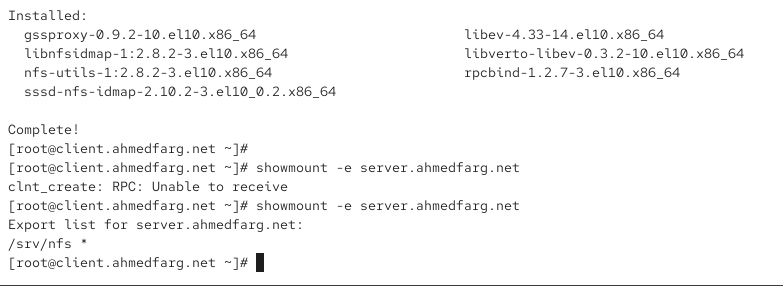 Installed:
  gssproxy-0.9.2-10.el10.x86_64                          libev-4.33-14.el10.x86_64
  libnfsidmap-1:2.8.2-3.el10.x86_64                      libverto-libev-0.3.2-10.el10.x86_64
  nfs-utils-1:2.8.2-3.el10.x86_64                        rpcbind-1.2.7-3.el10.x86_64
  sssd-nfs-idmap-2.10.2-3.el10_0.2.x86_64

Complete!
[root@client.ahmedfarg.net ~]#
[root@client.ahmedfarg.net ~]# showmount -e server.ahmedfarg.net
clnt_create: RPC: Unable to receive
[root@client.ahmedfarg.net ~]# showmount -e server.ahmedfarg.net
Export list for server.ahmedfarg.net:
/srv/nfs *
[root@client.ahmedfarg.net ~]#